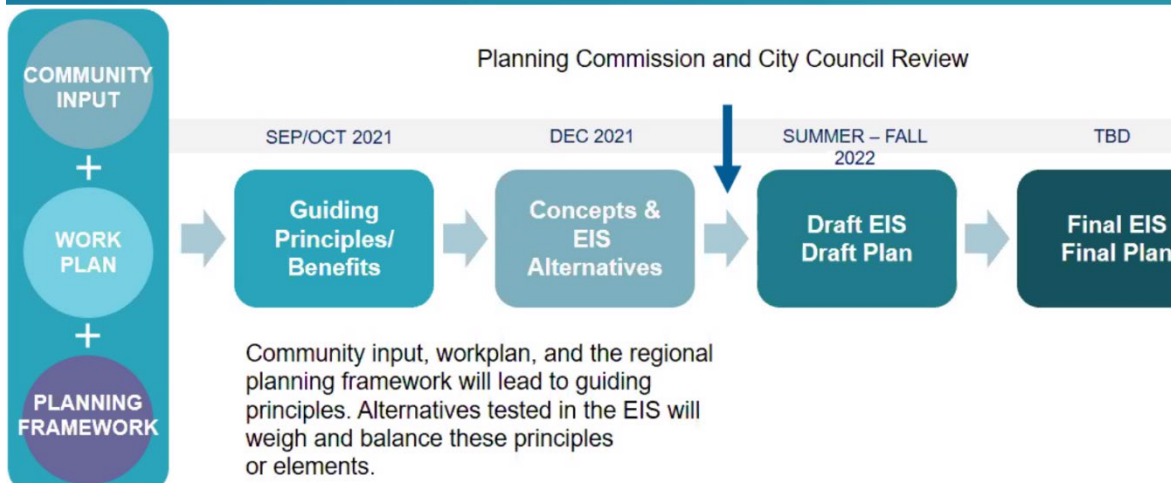 COMMUNITY
INPUT
+
WORK
PLAN
+
PLANNING
FRAMEWORK
Planning Commission and City Council Review
SEP/OCT 2021
DEC 2021
SUMMER – FALL
2022
TBD
Guiding
Principles/
Benefits
Concepts &
EIS
Alternatives
Draft EIS
Draft Plan
Final EIS
Final Plan
Community input, workplan, and the regional
planning framework will lead to guiding
principles. Alternatives tested in the EIS will
weigh and balance these principles
or elements.